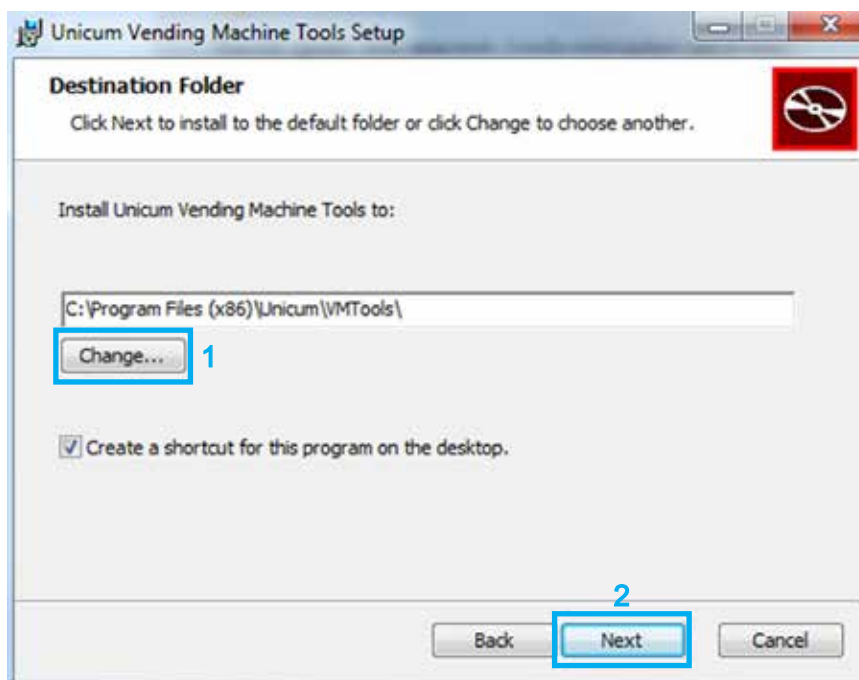 Unicum Vending Machine Tools Setup
Destination Folder
Click Next to install to the default folder or click Change to choose another.
Install Unicum Vending Machine Tools to:
C:\Program Files (x86)\Unicum\VMTools\
Change... 1
Create a shortcut for this program on the desktop.
2
Back Next Cancel